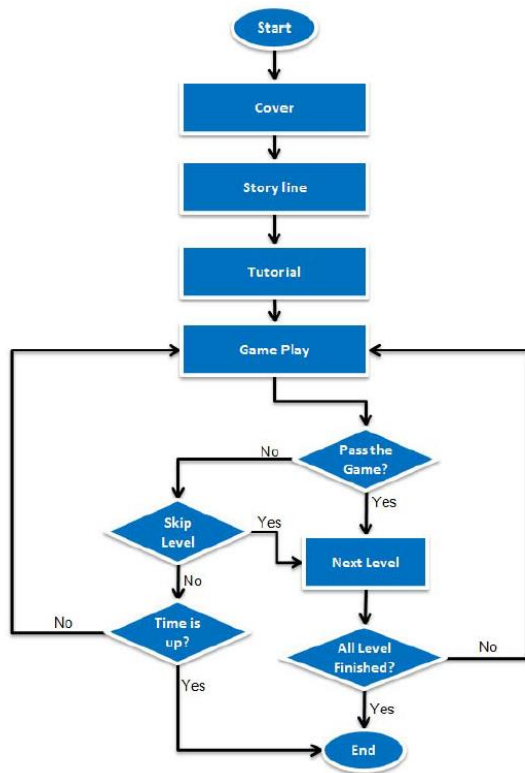 Start
Cover
Story line
Tutorial
Game Play
Pass the
Game?
No
Yes
Skip
Level
Yes
Next Level
No
Time is
up?
No
All Level
Finished?
No
Yes
Yes
End